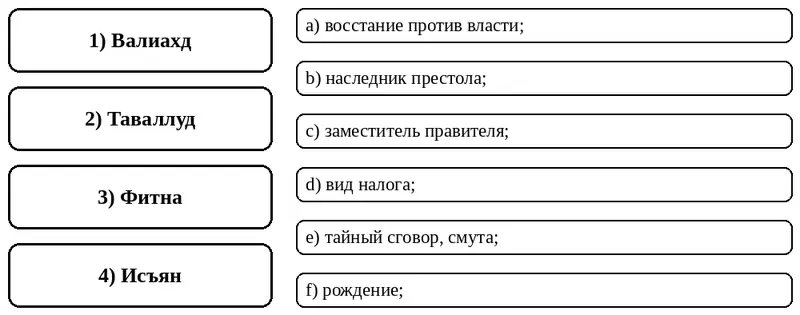 1) Валиахд
2) Таваллуд
3) Фитна
4) Исъян
a) восстание против власти;
b) наследник престола;
c) заместитель правителя;
d) вид налога;
e) тайный сговор, смута;
f) рождение;